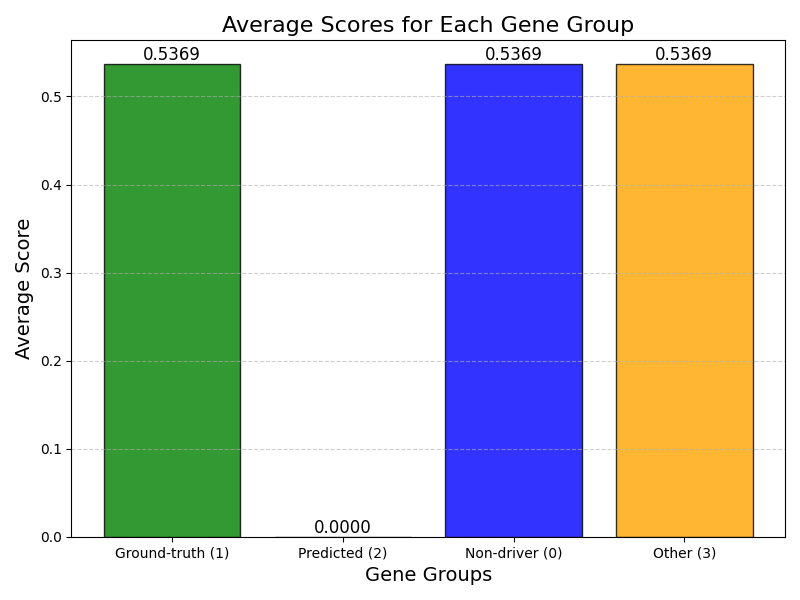 Average Scores for Each Gene Group
0.5369
0.0000
0.5369
0.5369
0.5
0.4
0.3
0.2
0.1
0.0
Average Score
Ground-truth (1)
Predicted (2)
Non-driver (0)
Other (3)
Gene Groups